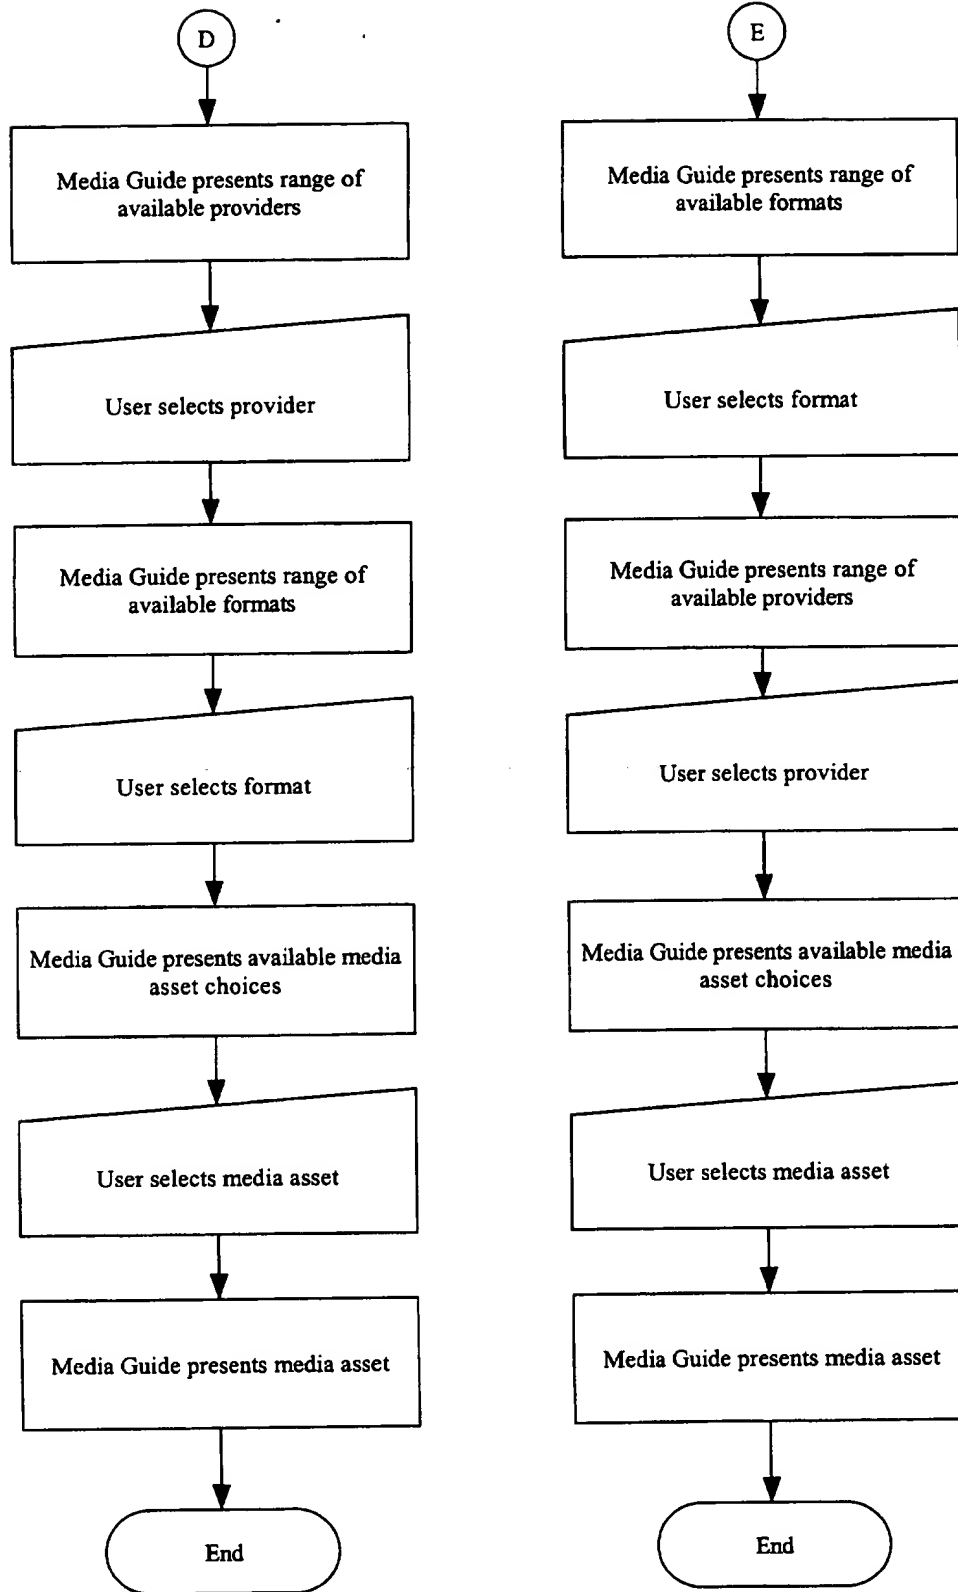 D
Media Guide presents range of
available providers
User selects provider
Media Guide presents range of
available formats
User selects format
Media Guide presents available media
asset choices
User selects media asset
Media Guide presents media asset
End
E
Media Guide presents range of
available formats
User selects format
Media Guide presents range of
available providers
User selects provider
Media Guide presents available media
asset choices
User selects media asset
Media Guide presents media asset
End